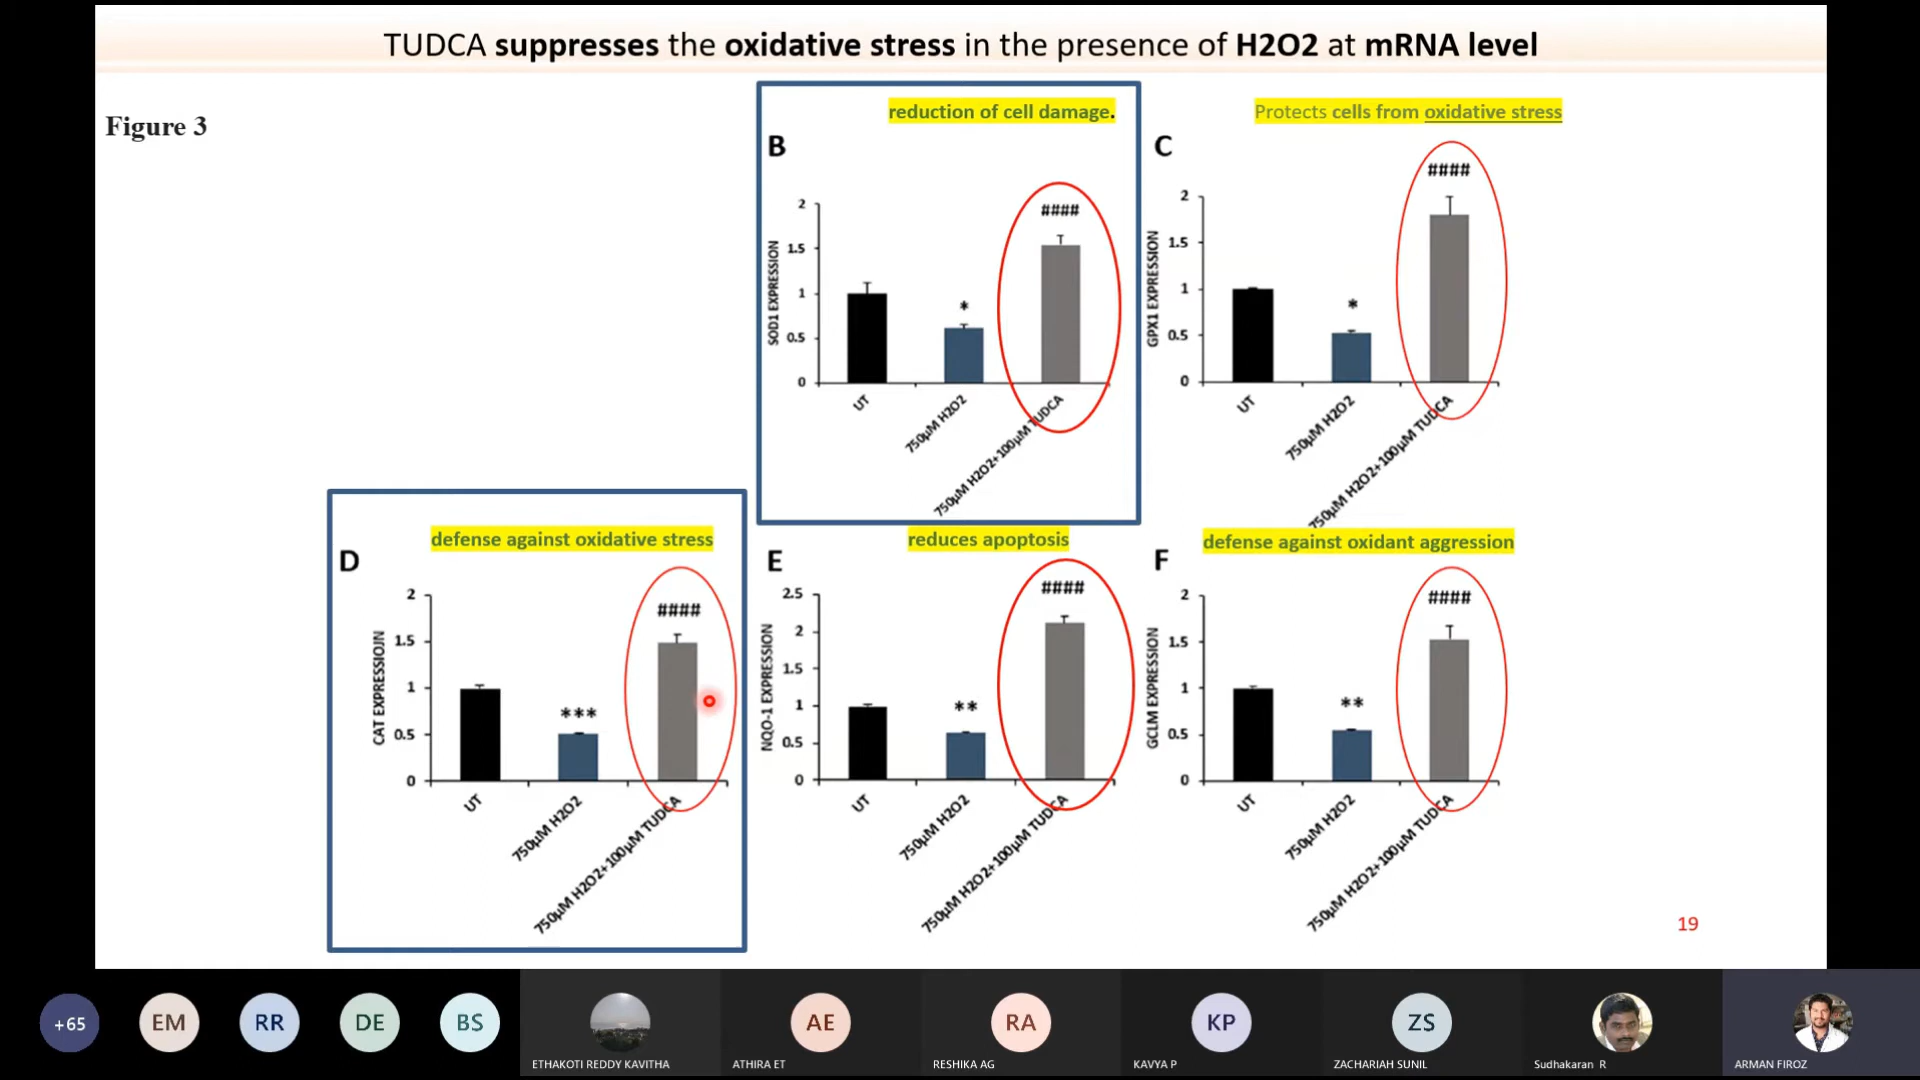 TUDCA suppresses the oxidative stress in the presence of H2O2 at mRNA level
Figure 3
reduction of cell damage.
B
SOD1 EXPRESSION
2
1.5
1
0.5
0
*
####
UT
750µM H2O2
750µM H2O2+100µM TUDCA
Protects cells from oxidative stress
C
GPX1 EXPRESSION
2
1.5
1
0.5
0
*
####
UT
750µM H2O2
750µM H2O2+100µM TUDCA
defense against oxidative stress
D
CAT EXPRESSIOJN
2
1.5
1
0.5
0
***
####
UT
750µM H2O2
750µM H2O2+100µM TUDCA
reduces apoptosis
E
NQO-1 EXPRESSION
2.5
2
1.5
1
0.5
0
**
####
UT
750µM H2O2
750µM H2O2+100µM TUDCA
defense against oxidant aggression
F
GCLM EXPRESSION
2
1.5
1
0.5
0
**
####
UT
750µM H2O2
750µM H2O2+100µM TUDCA
19
+65
EM
RR
DE
BS
ETHAKOTI REDDY KAVITHA
AE
ATHIRA ET
RA
RESHIKA AG
KP
KAVYA P
ZS
ZACHARIAH SUNIL
Sudhakaran R
ARMAN FIROZ